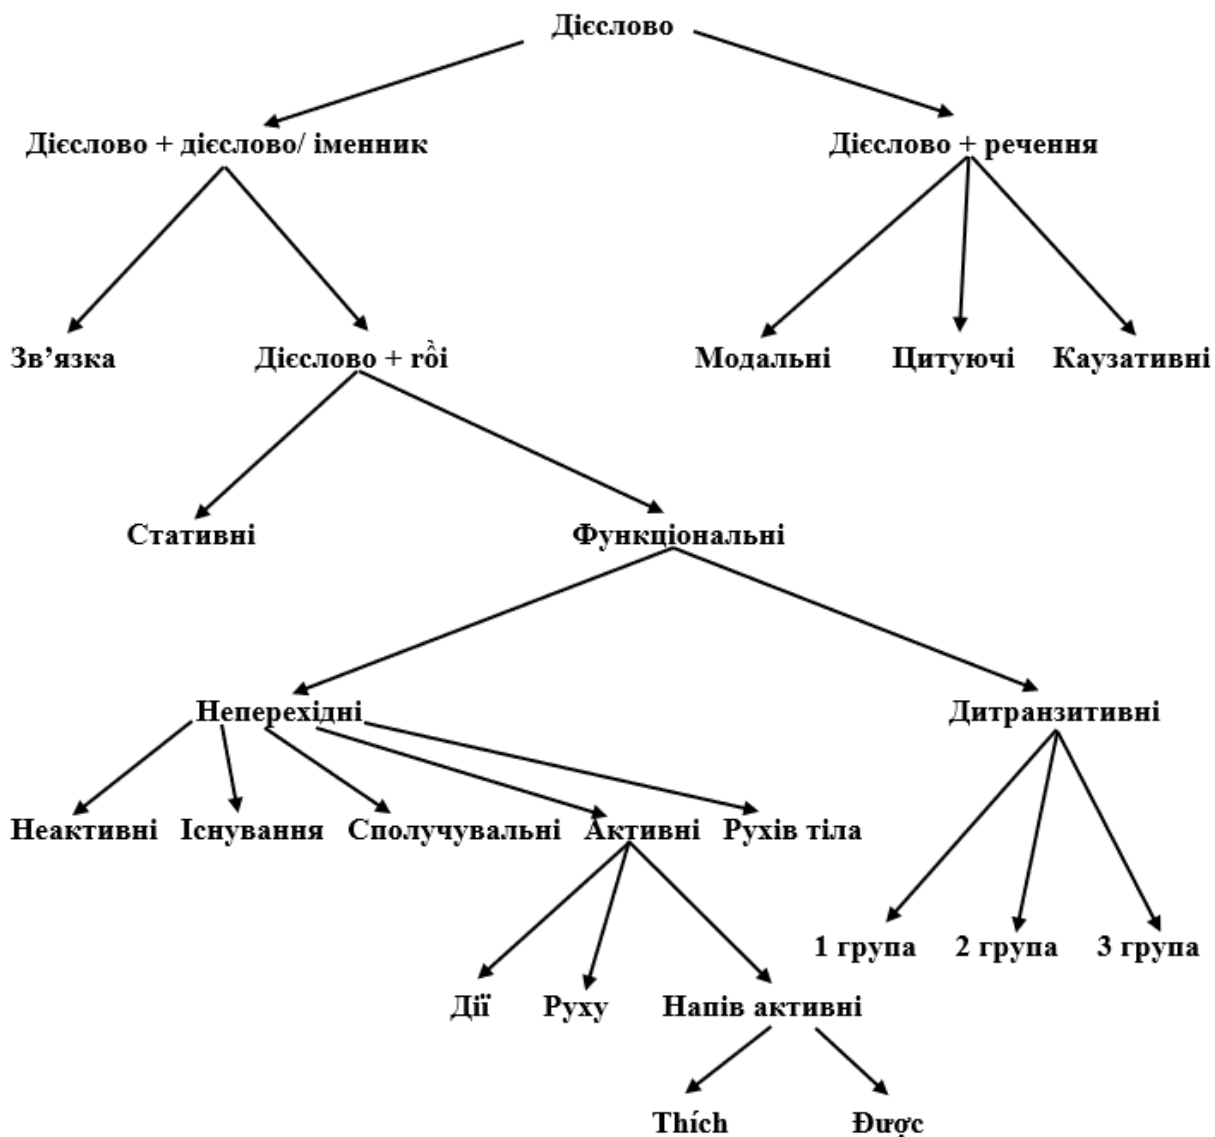 Дієслово
Дієслово + дієслово/ іменник
Дієслово + речення
Зв’язка
Дієслово + rồi
Модальні
Цитуючі
Каузативні
Стативні
Функціональні
Неперехідні
Дитранзитивні
Неактивні
Існування
Сполучувальні
Активні
Рухів тіла
1 група
2 група
3 група
Дії
Руху
Напів активні
Thích
Được